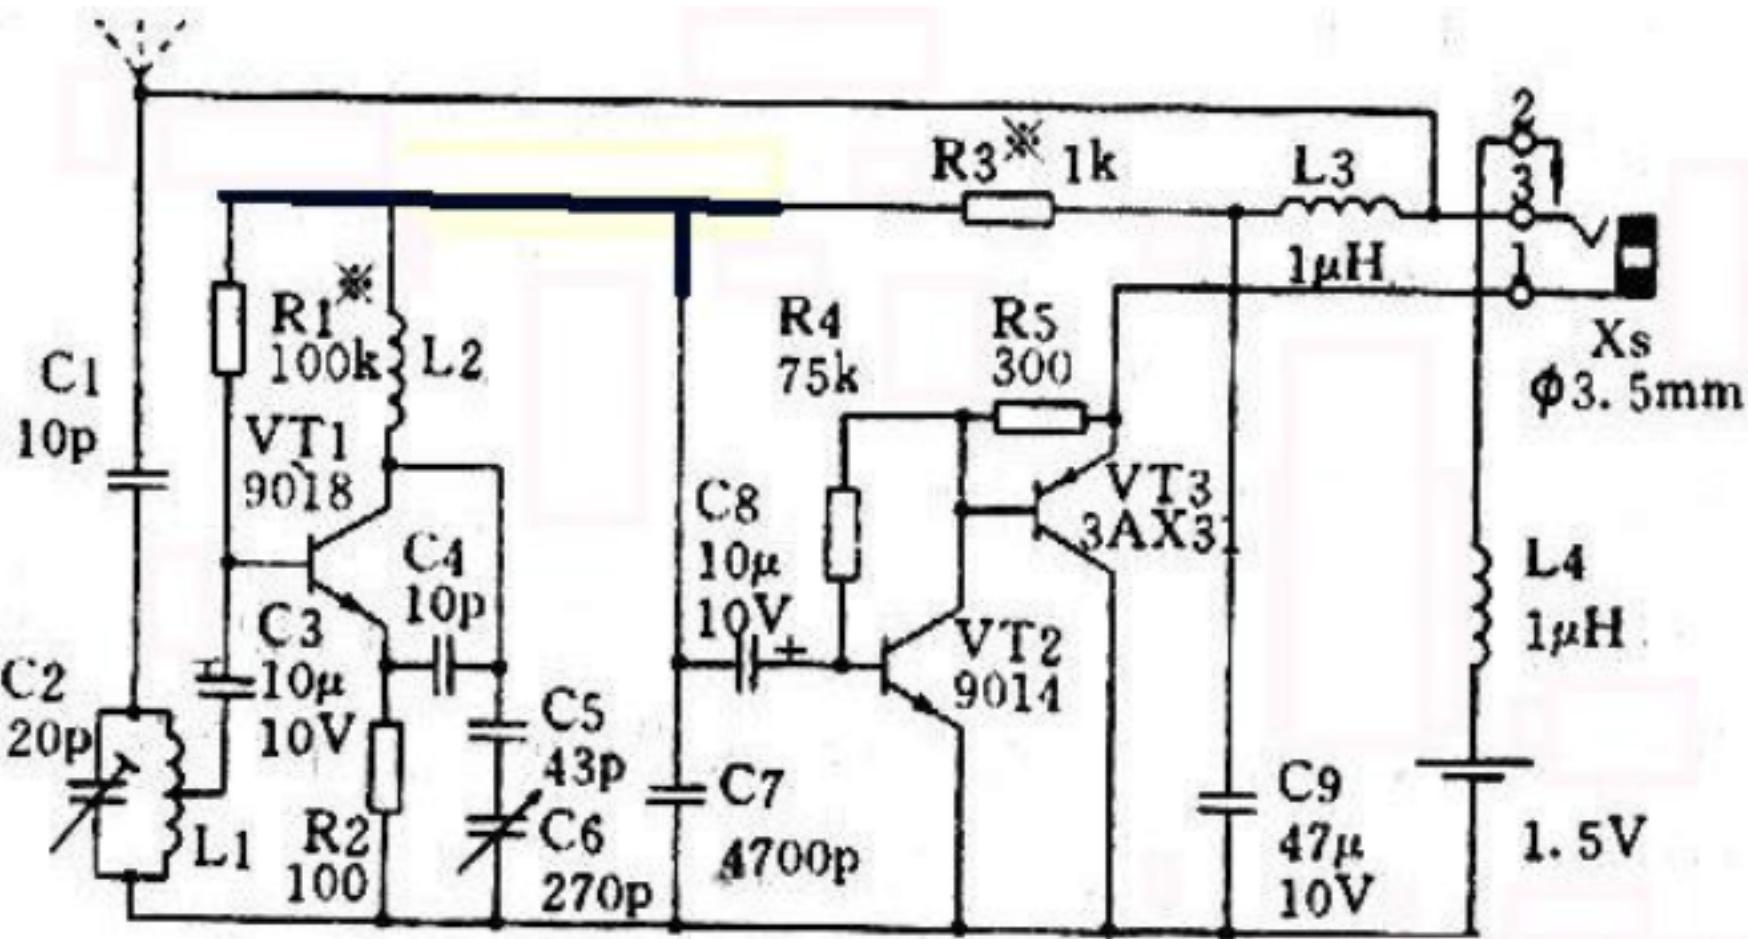 2
R3※ 1k
L3
3
1μH
1
R1※
100k
L2
R4
75k
R5
300
Xs
ϕ3.5mm
C1
10p
VT1
9018
C8
10μ
10V
+
VT3
3AX31
C4
10p
L4
1μH
C3
10μ
10V
VT2
9014
C2
20p
C5
43p
C7
4700p
C9
47μ
10V
1.5V
L1
R2
100
C6
270p